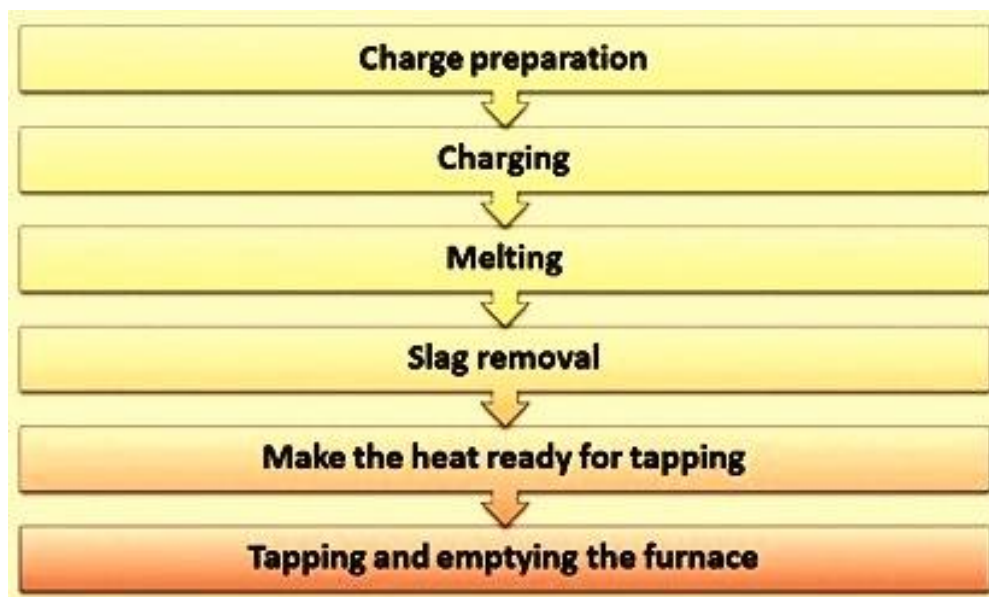 Charge preparation
Charging
Melting
Slag removal
Make the heat ready for tapping
Tapping and emptying the furnace